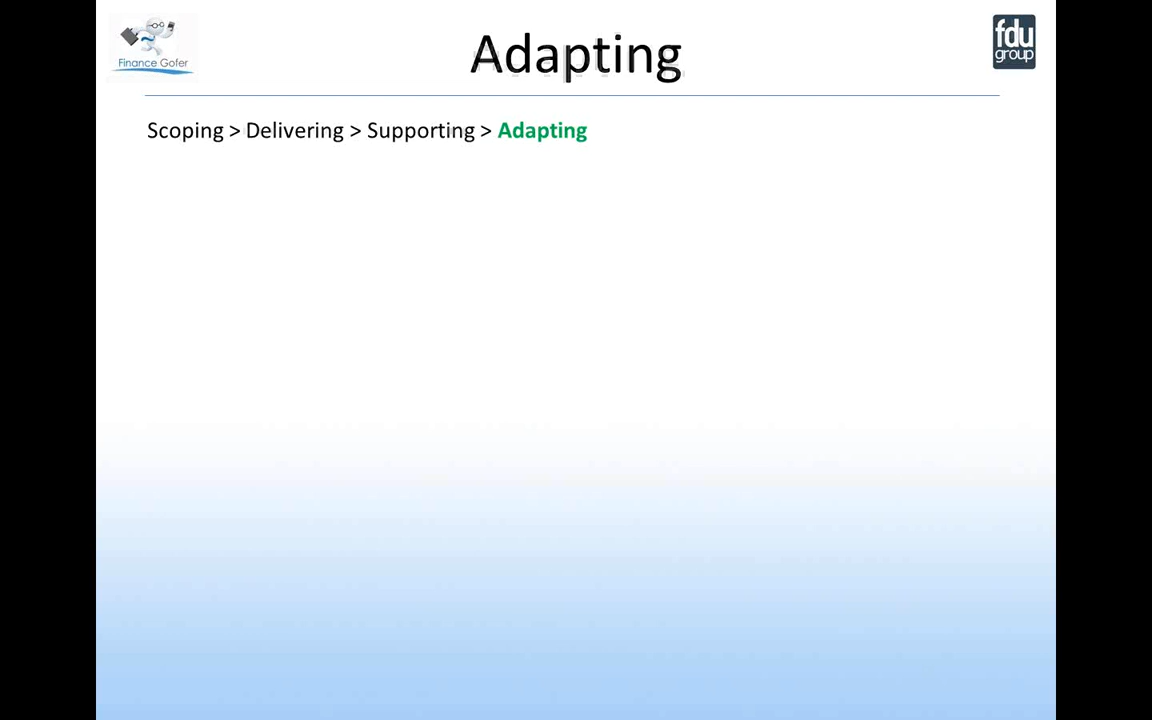 Finance Gofer
Adapting
fdu
group
Scoping > Delivering > Supporting > Adapting